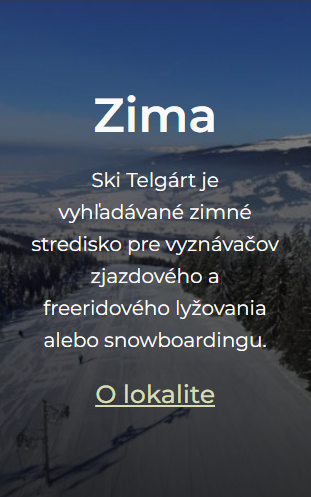 Zima
Ski Telgárt je
vyhľadávané zimné
stredisko pre vyznávačov
zjazdového a
freeridového lyžovania
alebo snowboardingu.
O lokalite